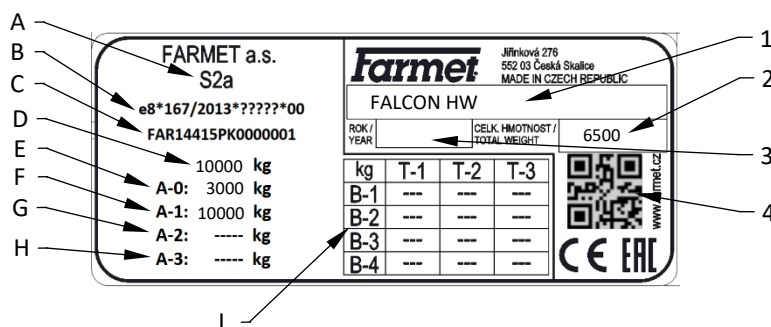 A
B
C
D
E
F
G
H
I
FARMET a.s.
S2a
e8*167/2013*?????*00
FAR14415PK0000001
10000 kg
A-0: 3000 kg
A-1: 10000 kg
A-2: ----- kg
A-3: ----- kg
Farmet
Jiřinková 276
552 03 Česká Skalice
MADE IN CZECH REPUBLIC
FALCON HW
ROK / YEAR
CELK. HMOTNOST / TOTAL WEIGHT
6500
kg T-1 T-2 T-3
B-1 --- --- ---
B-2 --- --- ---
B-3 --- --- ---
B-4 --- --- ---
www.farmet.cz
CE EAC
1
2
3
4